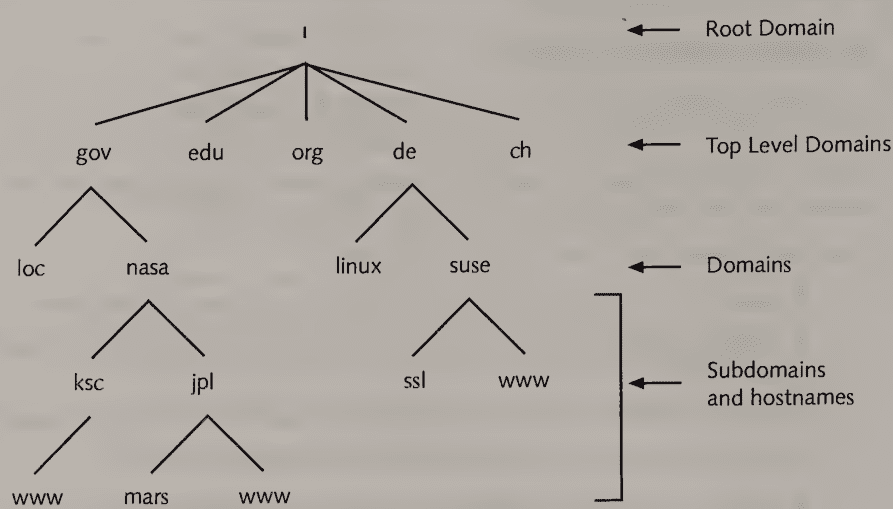 Root Domain
gov edu org de ch
Top Level Domains
loc nasa linux suse
Domains
ksc jpl ssl www
Subdomains
and hostnames
www mars www